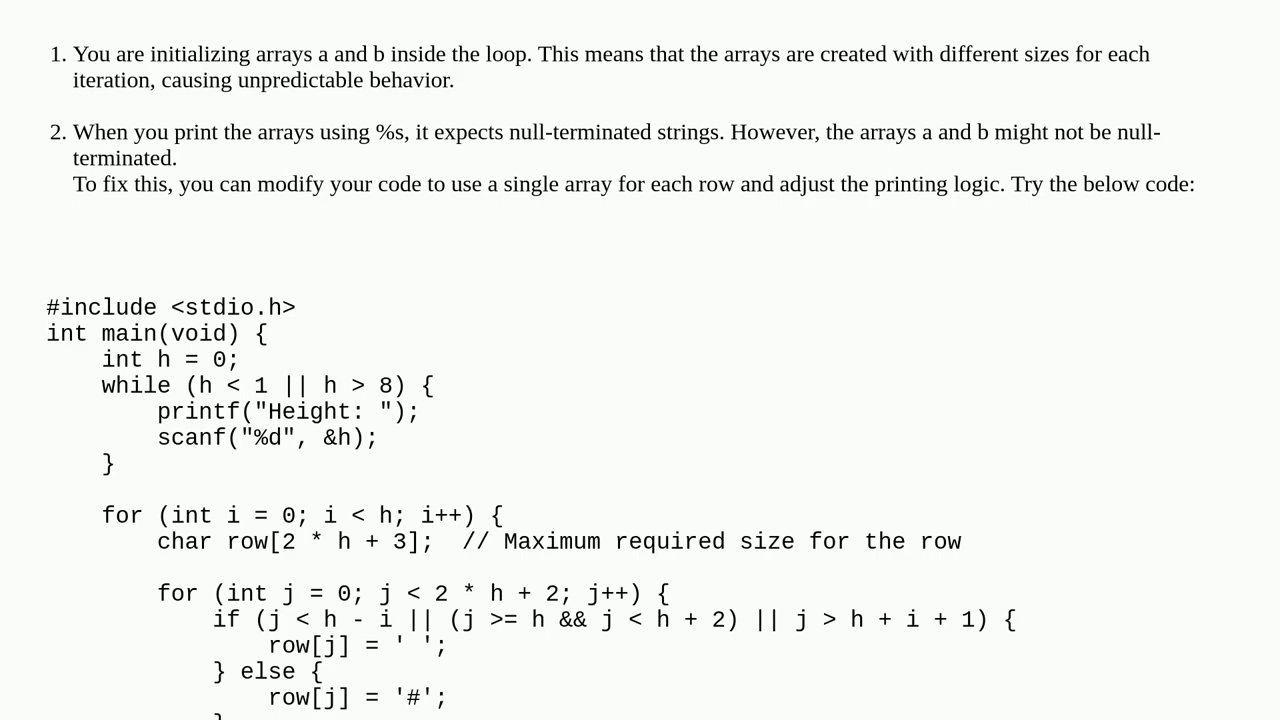 1. You are initializing arrays a and b inside the loop. This means that the arrays are created with different sizes for each
iteration, causing unpredictable behavior.
2. When you print the arrays using %s, it expects null-terminated strings. However, the arrays a and b might not be null-
terminated.
To fix this, you can modify your code to use a single array for each row and adjust the printing logic. Try the below code:
#include <stdio.h>
int main(void) {
    int h = 0;
    while (h < 1 || h > 8) {
        printf("Height: ");
        scanf("%d", &h);
    }
    for (int i = 0; i < h; i++) {
        char row[2 * h + 3];  // Maximum required size for the row
        for (int j = 0; j < 2 * h + 2; j++) {
            if (j < h - i || (j >= h && j < h + 2) || j > h + i + 1) {
                row[j] = ' ';
            } else {
                row[j] = '#';